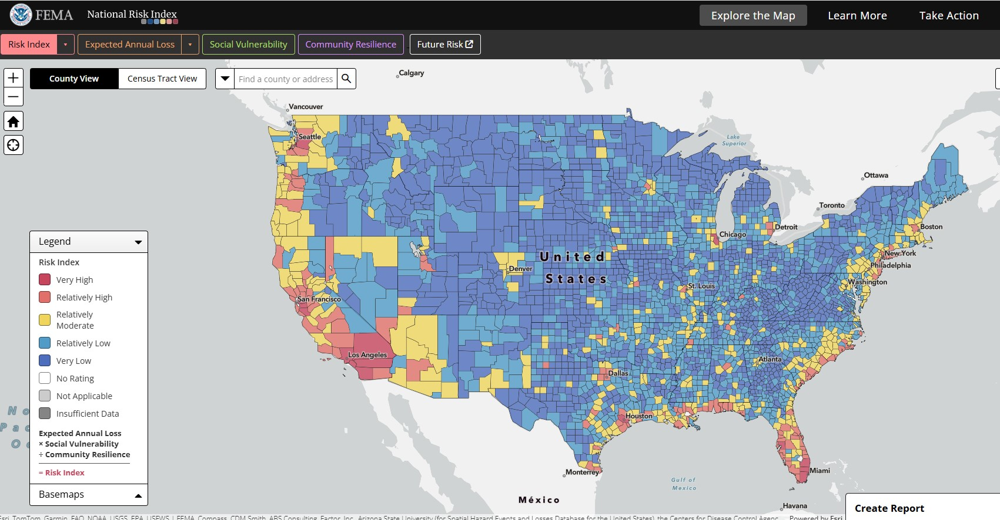 FEMA
National Risk Index
Explore the Map
Learn More
Take Action
Risk Index
Expected Annual Loss
Social Vulnerability
Community Resilience
Future Risk
County View
Census Tract View
Find a county or address
Calgary
Vancouver
Seattle
Lake
Superior
Ottawa
Toronto
Detroit
Boston
Chicago
New York
Philadelphia
Washington
United
States
Denver
St. Louis
San Francisco
Los Angeles
Atlanta
Dallas
Houston
Miami
Monterrey
Gulf of
Mexico
México
Havana
Legend
Risk Index
Very High
Relatively High
Relatively
Moderate
Relatively Low
Very Low
No Rating
Not Applicable
Insufficient Data
Expected Annual Loss
× Social Vulnerability
÷ Community Resilience
= Risk Index
Basemaps
Create Report
Esri, TomTom, Garmin, FAO, NOAA, USGS, EPA, USFWS | FEMA, Compass, CDM Smith, ABS Consulting, Factor, Inc., Arizona State University (for Spatial Hazard Events and Losses Database for the United States), the Centers for Disease Control Agenc... Powered by Esri